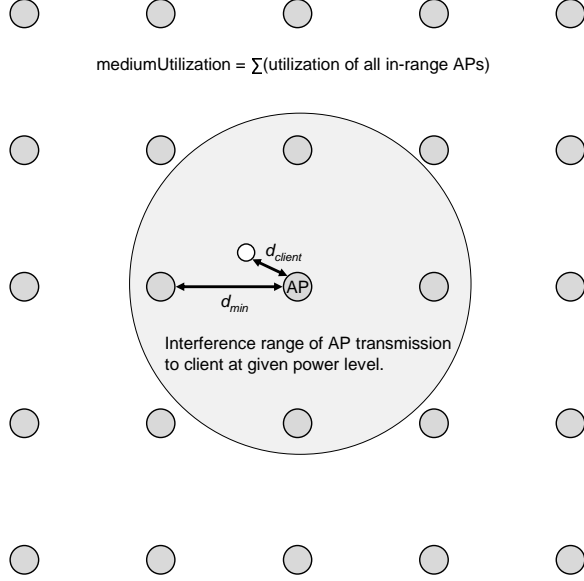 mediumUtilization = ∑(utilization of all in-range APs)
d_client
AP
d_min
Interference range of AP transmission
to client at given power level.